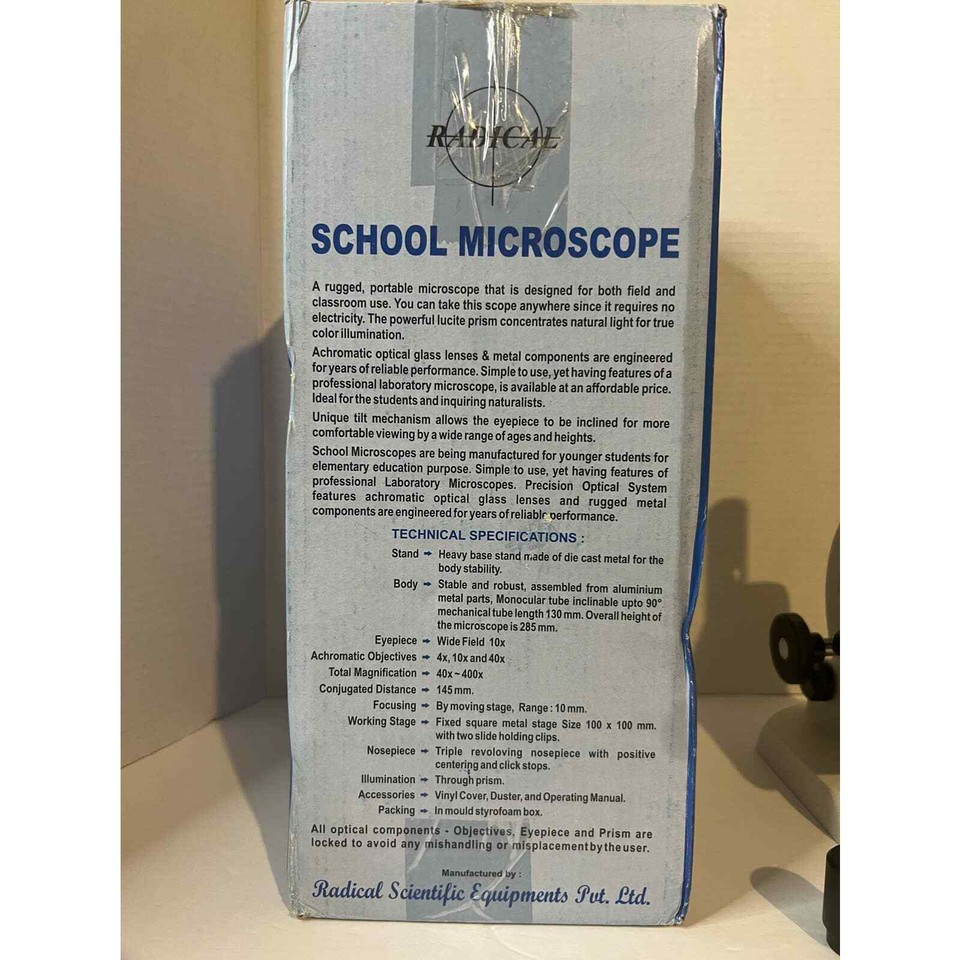 RADICAL
SCHOOL MICROSCOPE
A rugged, portable microscope that is designed for both field and
classroom use. You can take this scope anywhere since it requires no
electricity. The powerful lucite prism concentrates natural light for true
color illumination.
Achromatic optical glass lenses & metal components are engineered
for years of reliable performance. Simple to use, yet having features of a
professional laboratory microscope, is available at an affordable price.
Ideal for the students and inquiring naturalists.
Unique tilt mechanism allows the eyepiece to be inclined for more
comfortable viewing by a wide range of ages and heights.
School Microscopes are being manufactured for younger students for
elementary education purpose. Simple to use, yet having features of
professional Laboratory Microscopes. Precision Optical System
features achromatic optical glass lenses and rugged metal
components are engineered for years of reliable performance.
TECHNICAL SPECIFICATIONS :
Stand ➡ Heavy base stand made of die cast metal for the
body stability.
Body ➡ Stable and robust, assembled from aluminium
metal parts, Monocular tube inclinable upto 90°
mechanical tube length 130 mm. Overall height of
the microscope is 285 mm.
Eyepiece ➡ Wide Field 10x
Achromatic Objectives ➡ 4x, 10x and 40x
Total Magnification ➡ 40x ~ 400x
Conjugated Distance ➡ 145 mm.
Focusing ➡ By moving stage, Range : 10 mm.
Working Stage ➡ Fixed square metal stage Size 100 x 100 mm.
with two slide holding clips.
Nosepiece ➡ Triple revoloving nosepiece with positive
centering and click stops.
Illumination ➡ Through prism.
Accessories ➡ Vinyl Cover, Duster, and Operating Manual.
Packing ➡ In mould styrofoam box.
All optical components - Objectives, Eyepiece and Prism are
locked to avoid any mishandling or misplacement by the user.
Manufactured by :
Radical Scientific Equipments Pvt. Ltd.